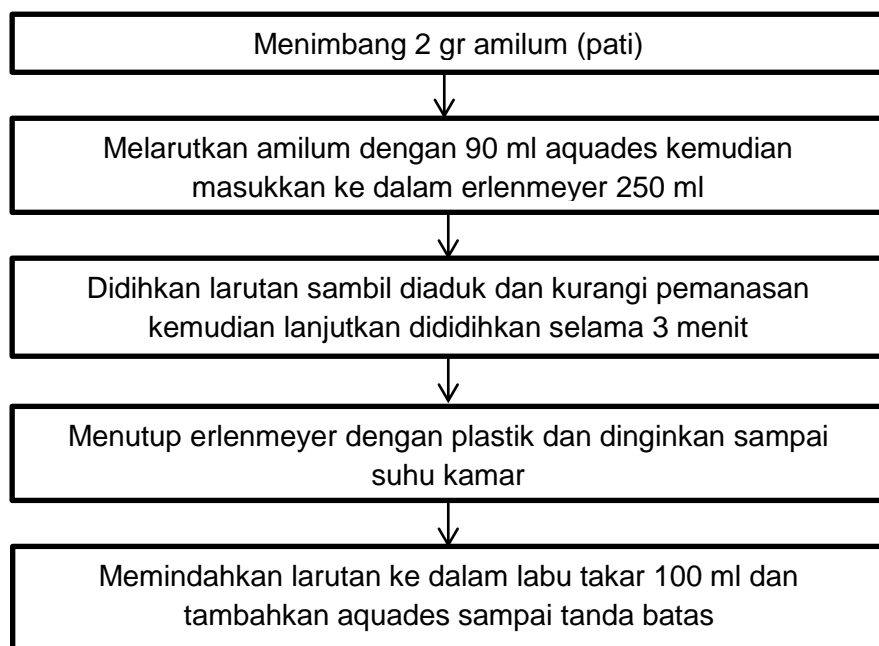 Menimbang 2 gr amilum (pati)
Melarutkan amilum dengan 90 ml aquades kemudian
masukkan ke dalam erlenmeyer 250 ml
Didihkan larutan sambil diaduk dan kurangi pemanasan
kemudian lanjutkan dididihkan selama 3 menit
Menutup erlenmeyer dengan plastik dan dinginkan sampai
suhu kamar
Memindahkan larutan ke dalam labu takar 100 ml dan
tambahkan aquades sampai tanda batas